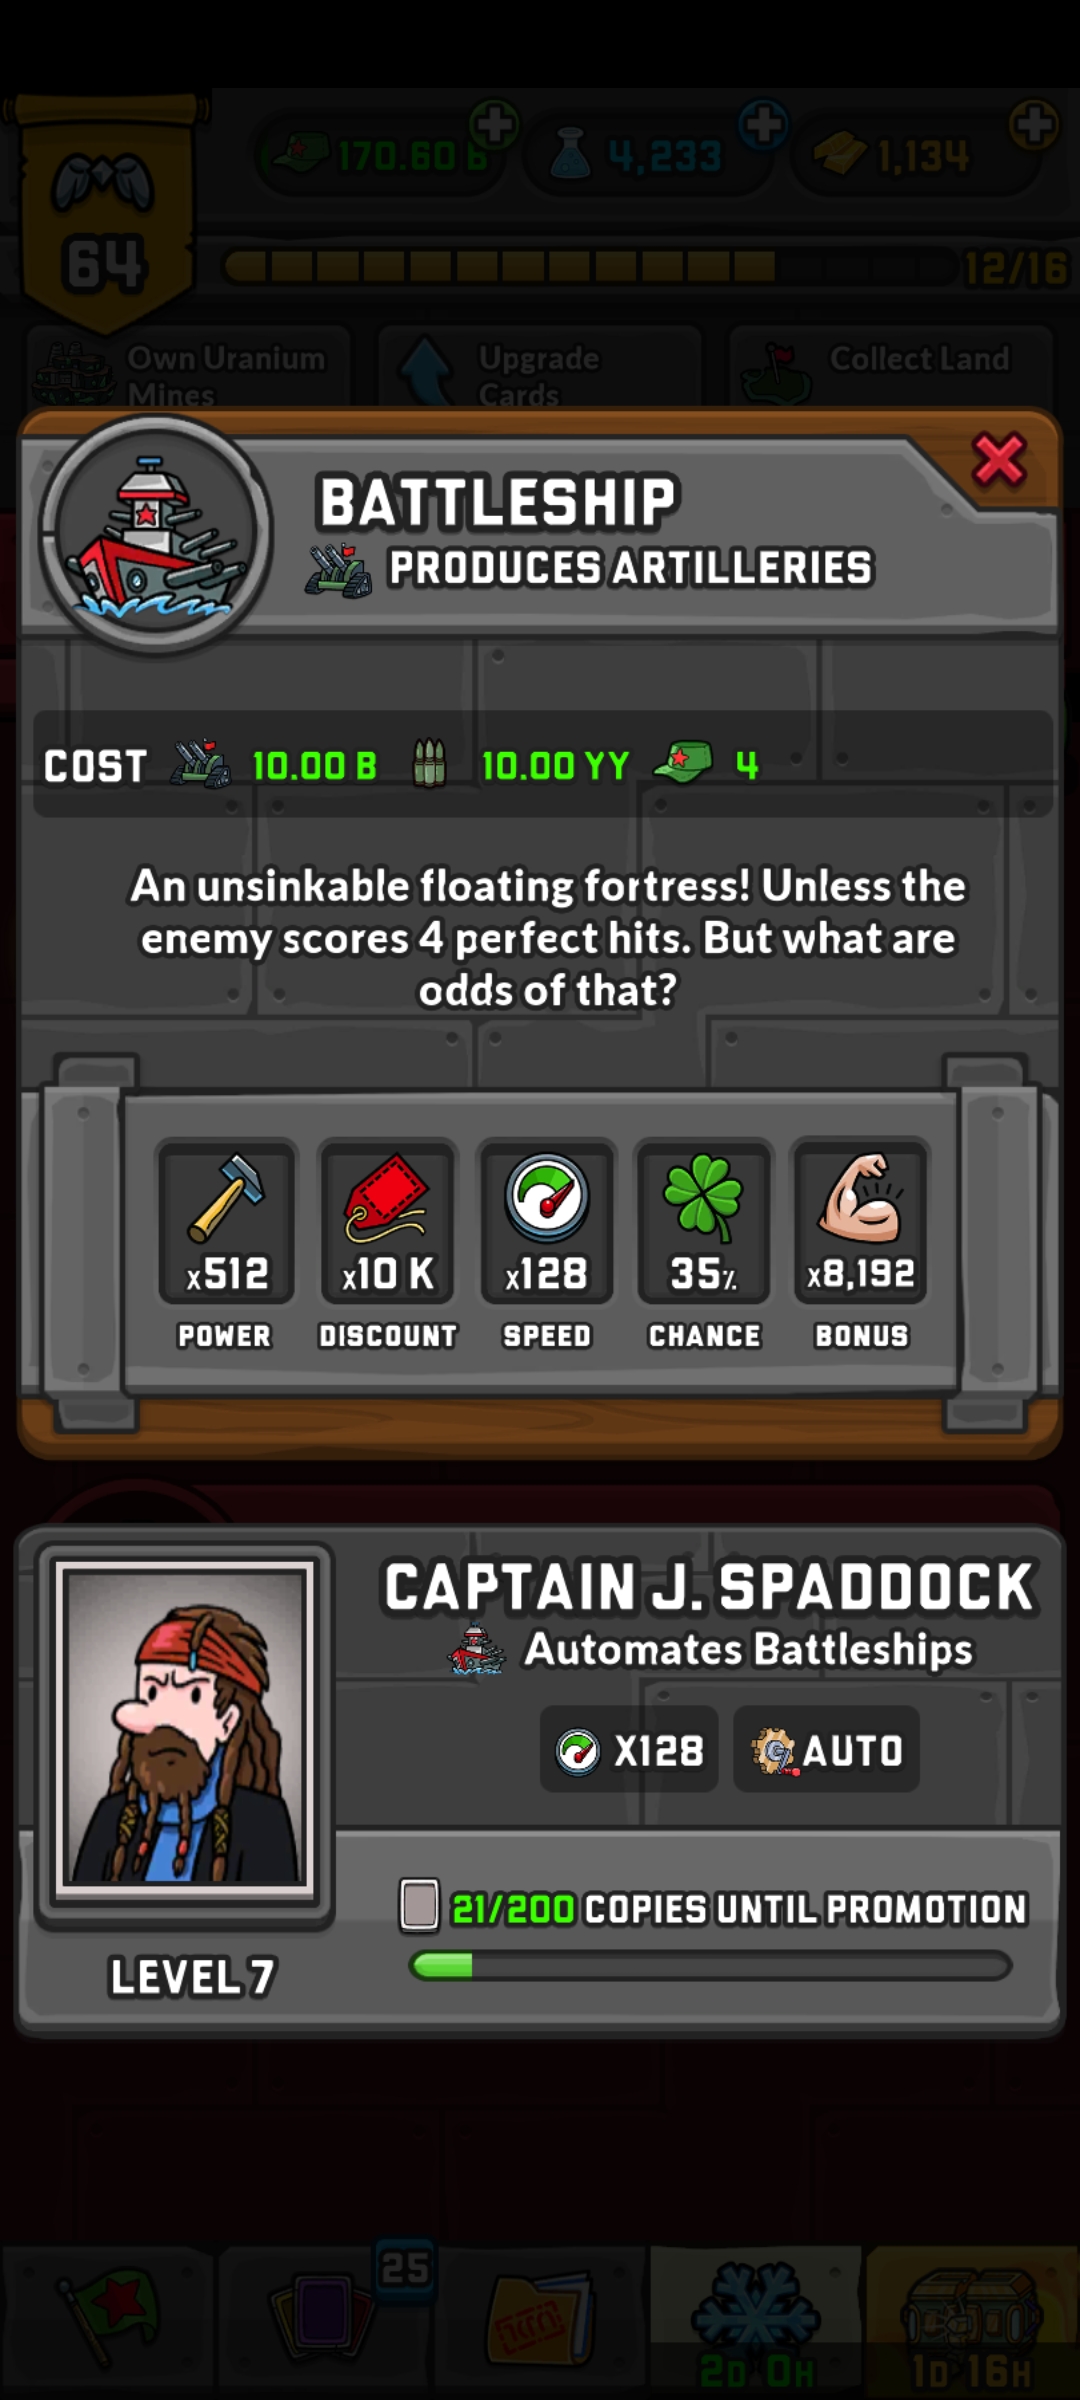 170.60 B
4,233
1,134
64
12/16
Own Uranium
Mines
Upgrade
Cards
Collect Land
BATTLESHIP
PRODUCES ARTILLERIES
COST 10.00 B 10.00 YY 4
An unsinkable floating fortress! Unless the
enemy scores 4 perfect hits. But what are
odds of that?
x512 x10 K x128 35% x8,192
POWER DISCOUNT SPEED CHANCE BONUS
CAPTAIN J. SPADDOCK
Automates Battleships
X128 AUTO
21/200 COPIES UNTIL PROMOTION
LEVEL 7
25
2D 0H
1D 16H